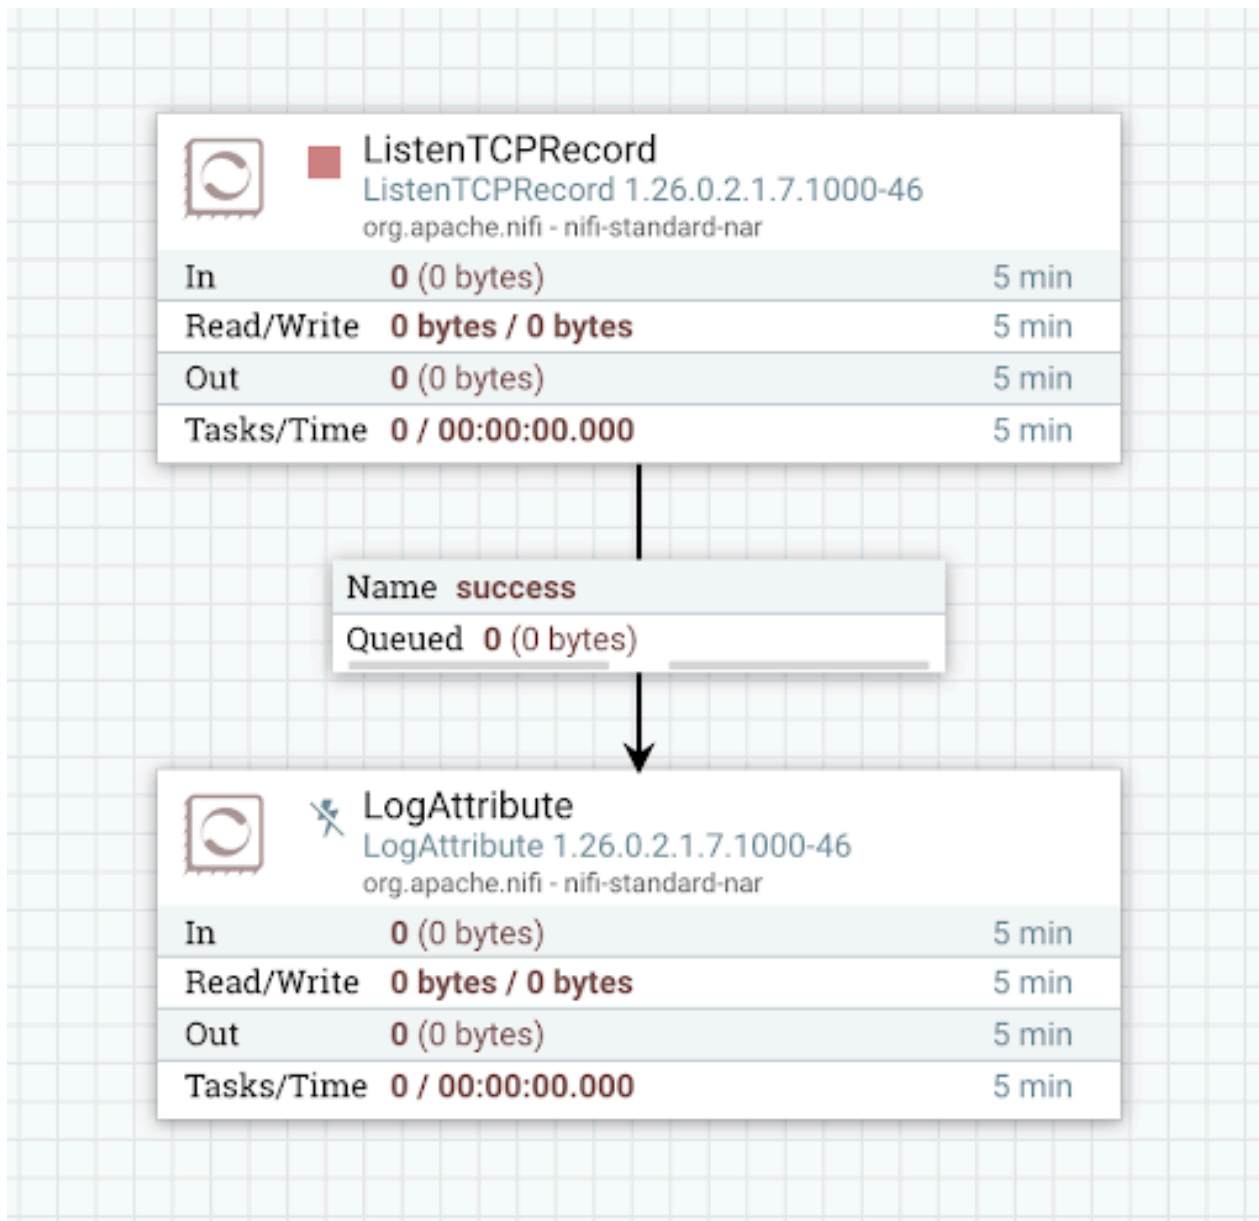 ListenTCPRecord
ListenTCPRecord 1.26.0.2.1.7.1000-46
org.apache.nifi - nifi-standard-nar
In 0 (0 bytes) 5 min
Read/Write 0 bytes / 0 bytes 5 min
Out 0 (0 bytes) 5 min
Tasks/Time 0 / 00:00:00.000 5 min
Name success
Queued 0 (0 bytes)
LogAttribute
LogAttribute 1.26.0.2.1.7.1000-46
org.apache.nifi - nifi-standard-nar
In 0 (0 bytes) 5 min
Read/Write 0 bytes / 0 bytes 5 min
Out 0 (0 bytes) 5 min
Tasks/Time 0 / 00:00:00.000 5 min